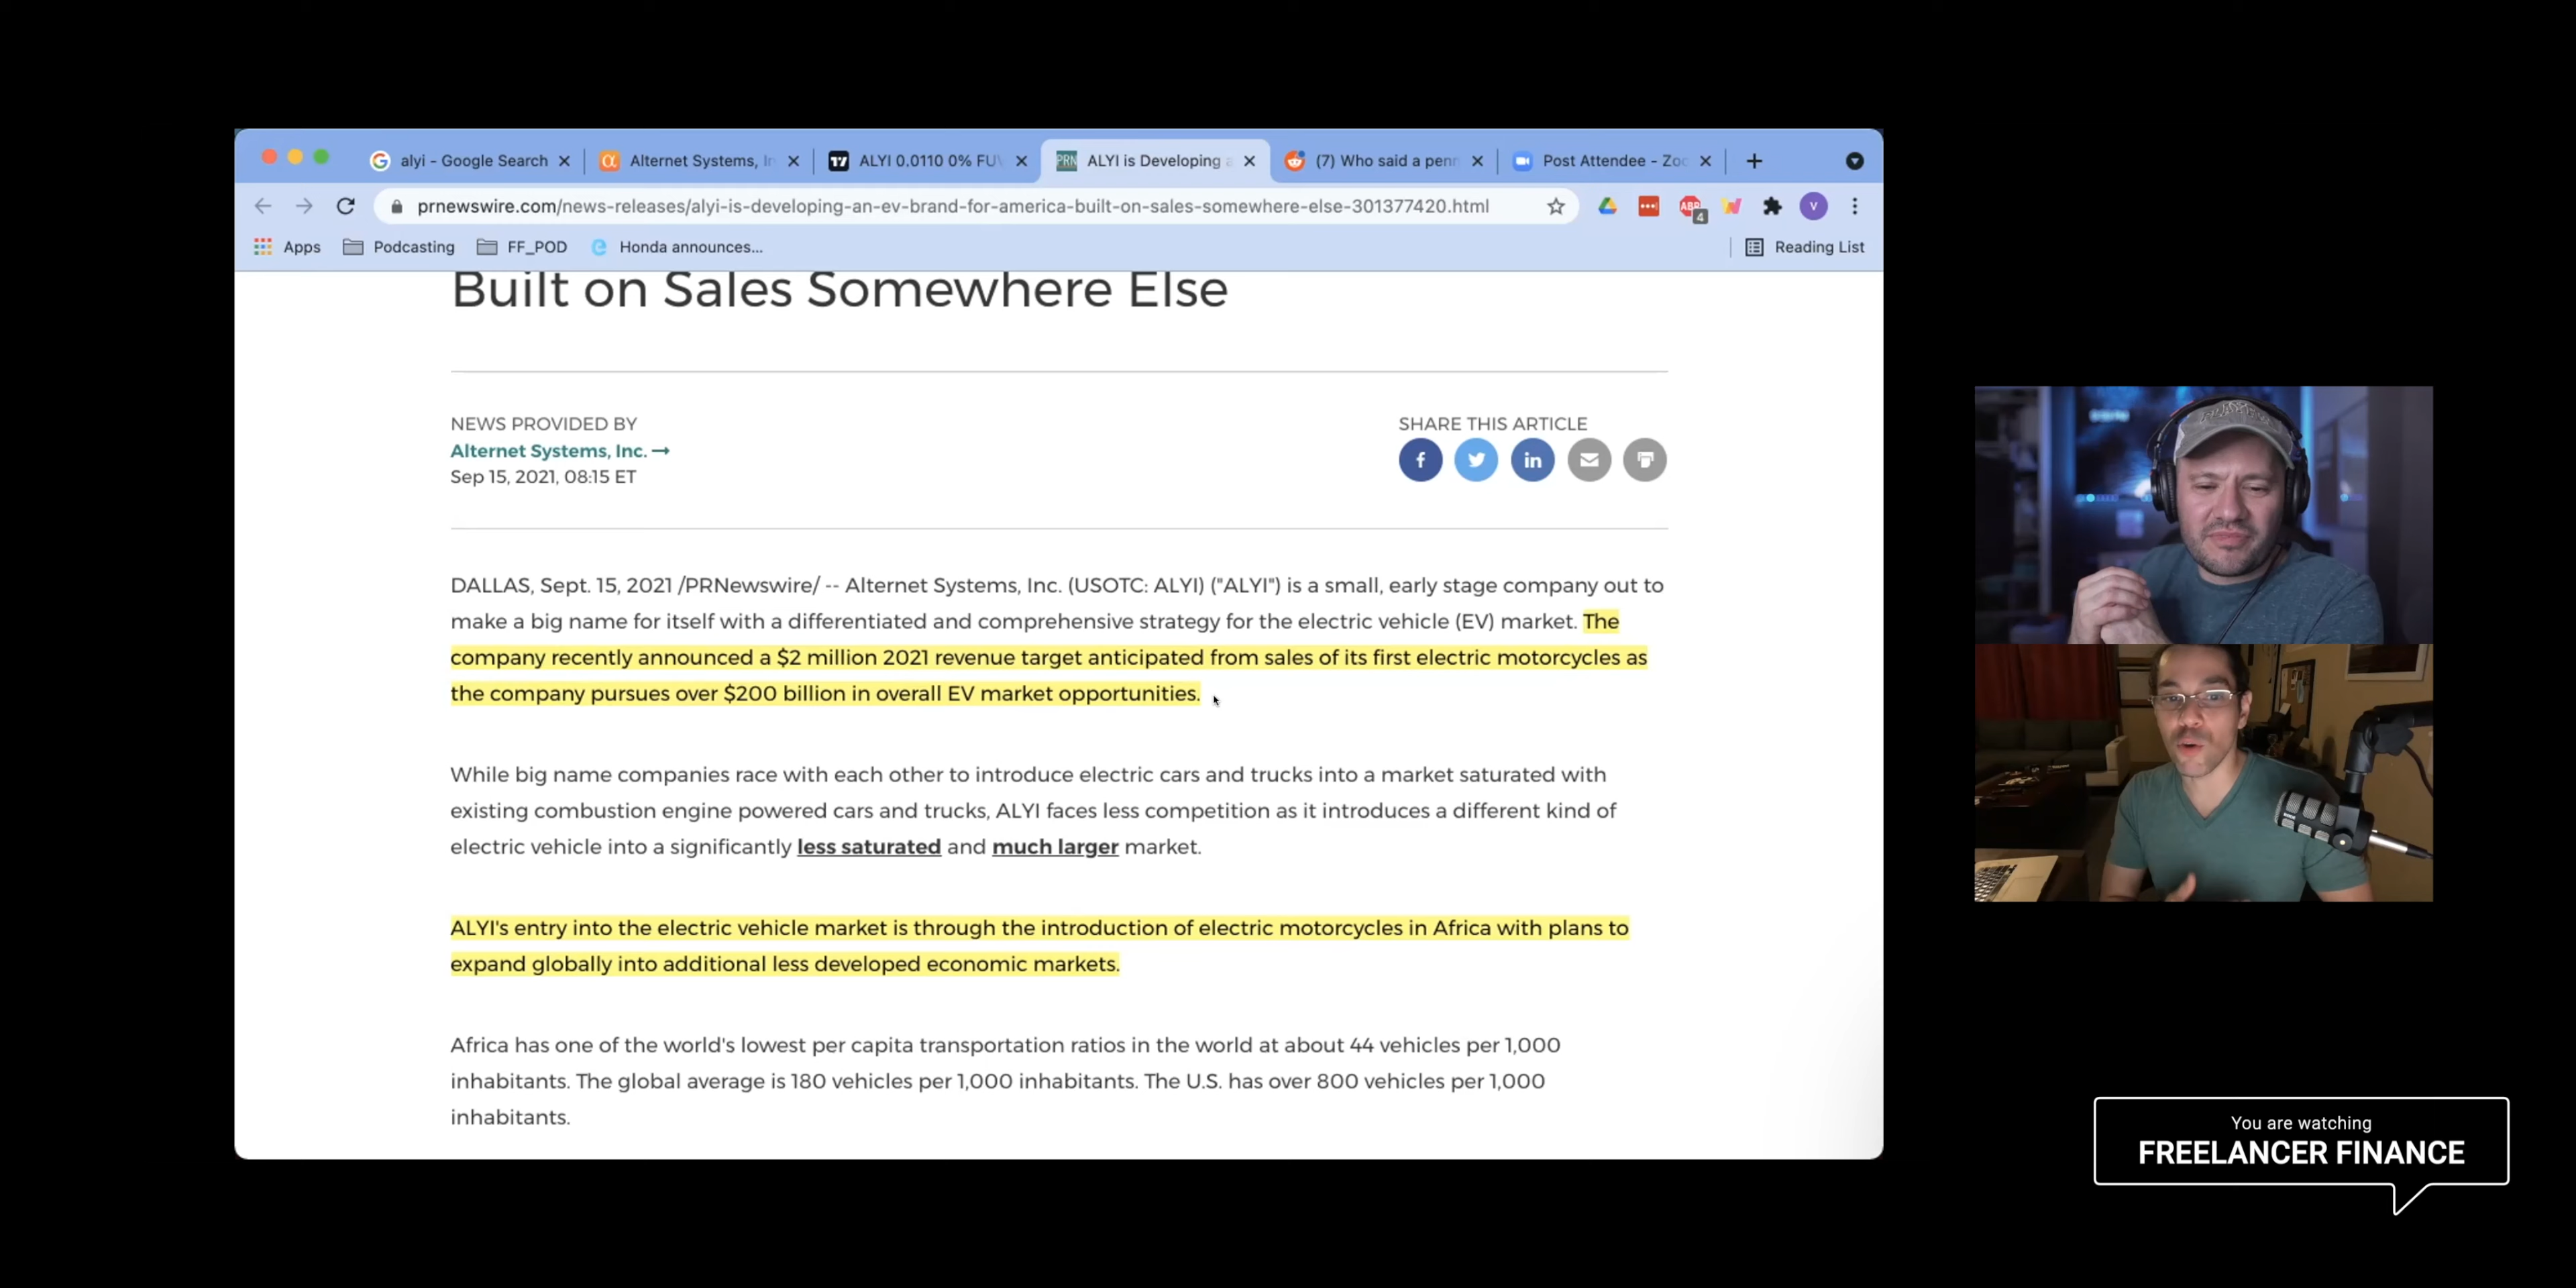 alyi - Google Search
Alternet Systems, In
ALYI 0.0110 0% FU
PRN
ALYI is Developing a
(7) Who said a penn
Post Attendee - Zoo
prnewswire.com/news-releases/alyi-is-developing-an-ev-brand-for-america-built-on-sales-somewhere-else-301377420.html
ABP
4
V
Apps
Podcasting
FF_POD
Honda announces...
Reading List
Built on Sales Somewhere Else
NEWS PROVIDED BY
Alternet Systems, Inc. →
Sep 15, 2021, 08:15 ET
SHARE THIS ARTICLE
DALLAS, Sept. 15, 2021 /PRNewswire/ -- Alternet Systems, Inc. (USOTC: ALYI) ("ALYI") is a small, early stage company out to
make a big name for itself with a differentiated and comprehensive strategy for the electric vehicle (EV) market. The
company recently announced a $2 million 2021 revenue target anticipated from sales of its first electric motorcycles as
the company pursues over $200 billion in overall EV market opportunities.
While big name companies race with each other to introduce electric cars and trucks into a market saturated with
existing combustion engine powered cars and trucks, ALYI faces less competition as it introduces a different kind of
electric vehicle into a significantly less saturated and much larger market.
ALYI's entry into the electric vehicle market is through the introduction of electric motorcycles in Africa with plans to
expand globally into additional less developed economic markets.
Africa has one of the world's lowest per capita transportation ratios in the world at about 44 vehicles per 1,000
inhabitants. The global average is 180 vehicles per 1,000 inhabitants. The U.S. has over 800 vehicles per 1,000
inhabitants.
You are watching
FREELANCER FINANCE